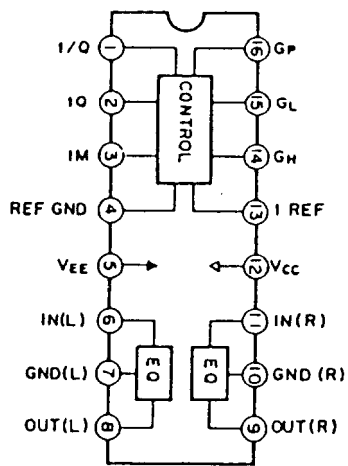 1/Q 1 16 GP
IQ 2 15 GL
IM 3 14 GH
CONTROL
REF GND 4 13 I REF
VEE 5 12 VCC
IN(L) 6 11 IN(R)
GND(L) 7 EQ EQ 10 GND (R)
OUT(L) 8 9 OUT(R)